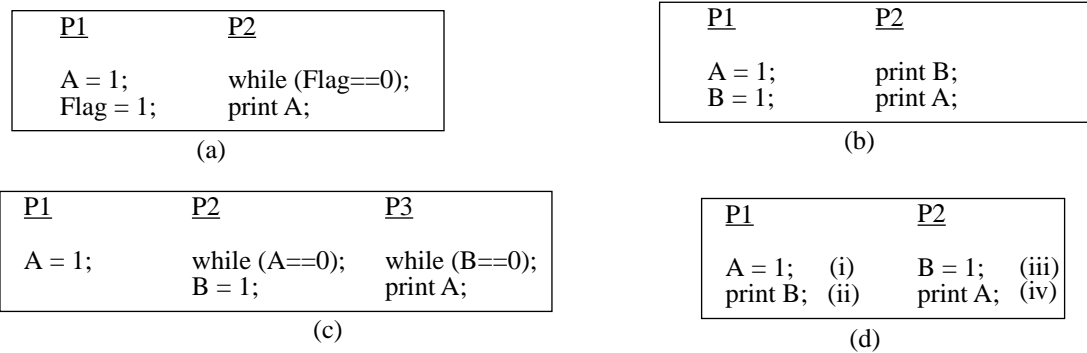 P1 P2
A = 1; while (Flag==0);
Flag = 1; print A;
(a)
P1 P2
A = 1; print B;
B = 1; print A;
(b)
P1 P2 P3
A = 1; while (A==0); while (B==0);
B = 1; print A;
(c)
P1 P2
A = 1; (i) B = 1; (iii)
print B; (ii) print A; (iv)
(d)